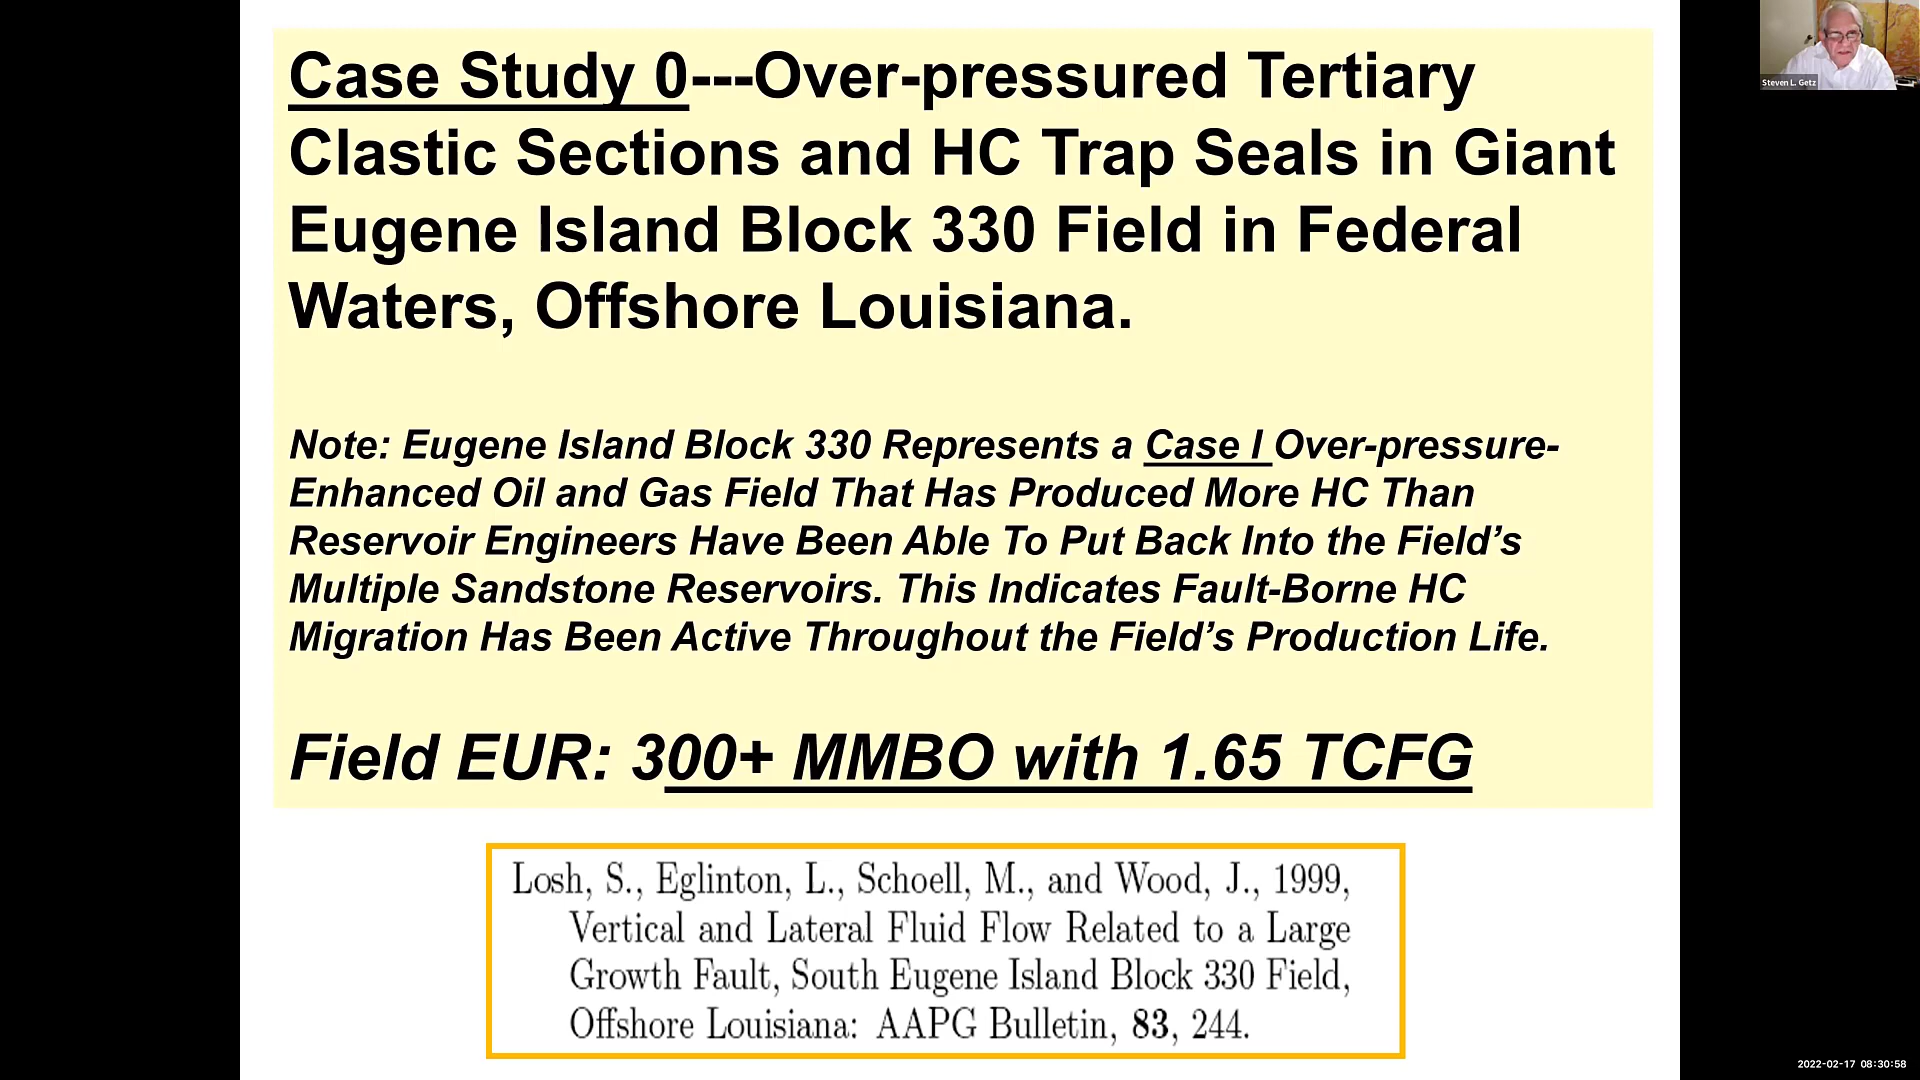 Case Study 0---Over-pressured Tertiary
Clastic Sections and HC Trap Seals in Giant
Eugene Island Block 330 Field in Federal
Waters, Offshore Louisiana.
Note: Eugene Island Block 330 Represents a Case I Over-pressure-
Enhanced Oil and Gas Field That Has Produced More HC Than
Reservoir Engineers Have Been Able To Put Back Into the Field’s
Multiple Sandstone Reservoirs. This Indicates Fault-Borne HC
Migration Has Been Active Throughout the Field’s Production Life.
Field EUR: 300+ MMBO with 1.65 TCFG
Losh, S., Eglinton, L., Schoell, M., and Wood, J., 1999,
Vertical and Lateral Fluid Flow Related to a Large
Growth Fault, South Eugene Island Block 330 Field,
Offshore Louisiana: AAPG Bulletin, 83, 244.
Steven L. Getz
2022-02-17 08:30:58